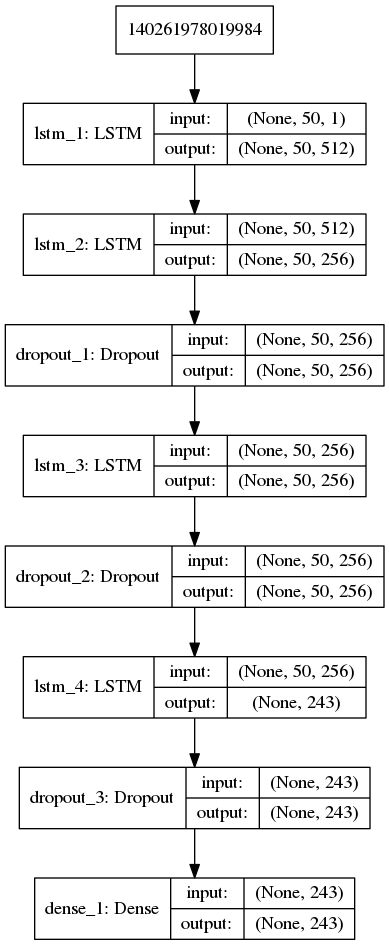 140261978019984
lstm_1: LSTM
input: (None, 50, 1)
output: (None, 50, 512)
lstm_2: LSTM
input: (None, 50, 512)
output: (None, 50, 256)
dropout_1: Dropout
input: (None, 50, 256)
output: (None, 50, 256)
lstm_3: LSTM
input: (None, 50, 256)
output: (None, 50, 256)
dropout_2: Dropout
input: (None, 50, 256)
output: (None, 50, 256)
lstm_4: LSTM
input: (None, 50, 256)
output: (None, 243)
dropout_3: Dropout
input: (None, 243)
output: (None, 243)
dense_1: Dense
input: (None, 243)
output: (None, 243)